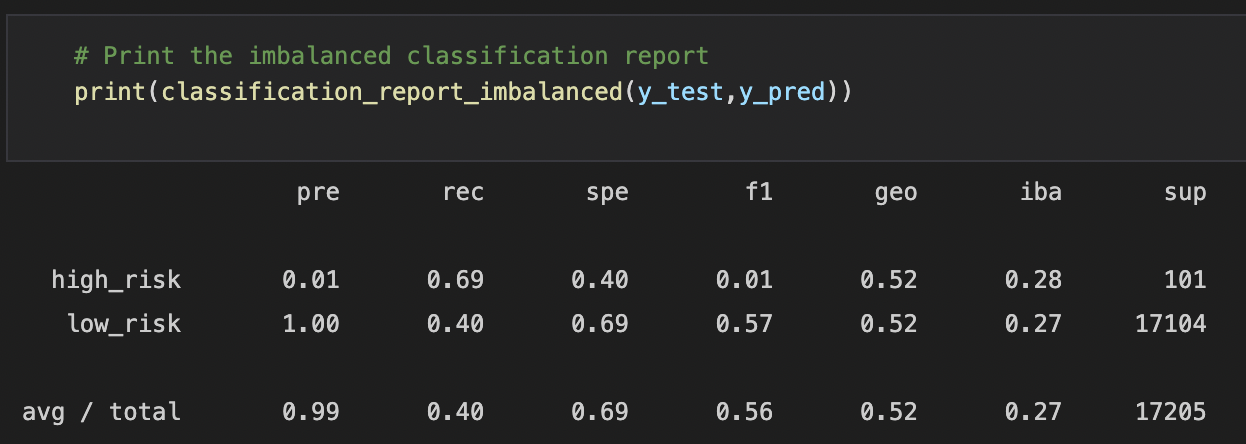 # Print the imbalanced classification report
print(classification_report_imbalanced(y_test,y_pred))
pre rec spe f1 geo iba sup
high_risk 0.01 0.69 0.40 0.01 0.52 0.28 101
low_risk 1.00 0.40 0.69 0.57 0.52 0.27 17104
avg / total 0.99 0.40 0.69 0.56 0.52 0.27 17205